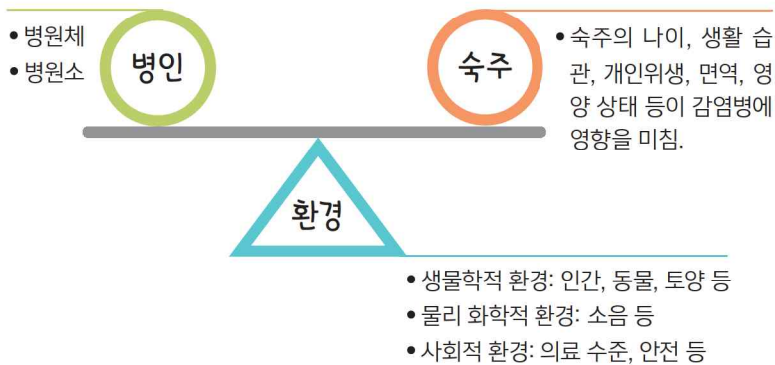 • 병원체
• 병원소
병인
숙주
• 숙주의 나이, 생활 습
관, 개인위생, 면역, 영
양 상태 등이 감염병에
영향을 미침.
환경
• 생물학적 환경: 인간, 동물, 토양 등
• 물리 화학적 환경: 소음 등
• 사회적 환경: 의료 수준, 안전 등